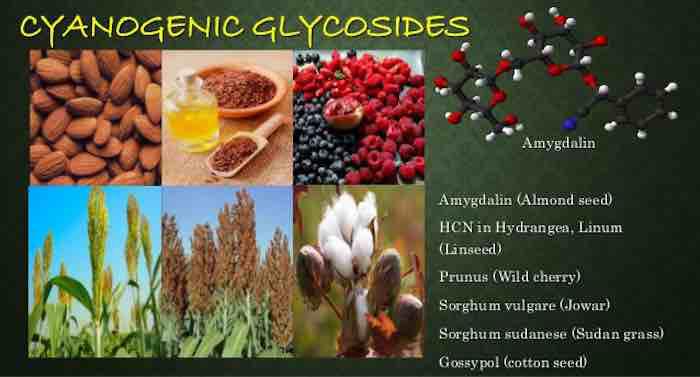 CYANOGENIC GLYCOSIDES
Amygdalin
Amygdalin (Almond seed)
HCN in Hydrangea, Linum
(Linseed)
Prunus (Wild cherry)
Sorghum vulgare (Jowar)
Sorghum sudanese (Sudan grass)
Gossypol (cotton seed)